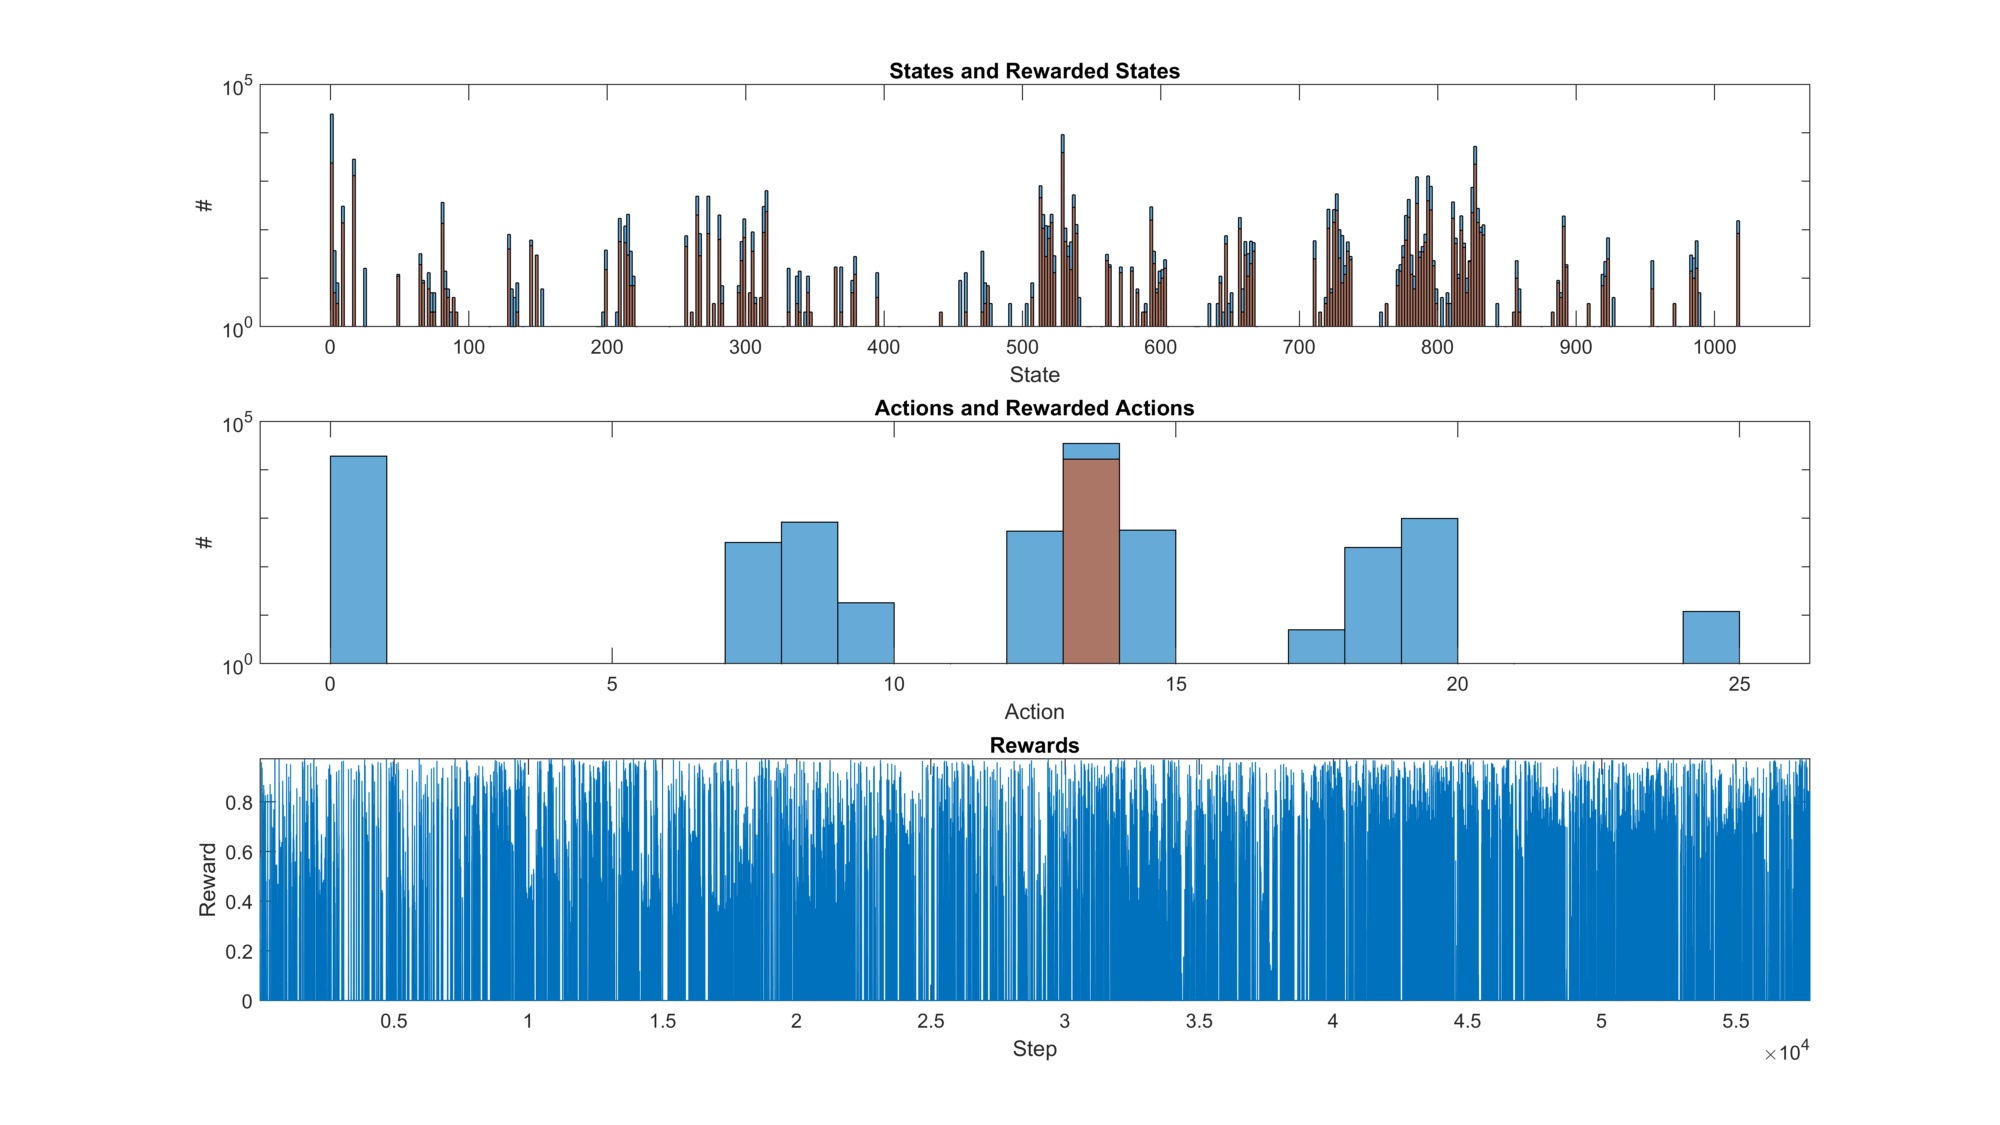 States and Rewarded States
10^5
#
10^0
0 100 200 300 400 500 600 700 800 900 1000
State
Actions and Rewarded Actions
10^5
#
10^0
0 5 10 15 20 25
Action
Rewards
0.8
0.6
0.4
0.2
0
Reward
0.5 1 1.5 2 2.5 3 3.5 4 4.5 5 5.5
Step
×10^4